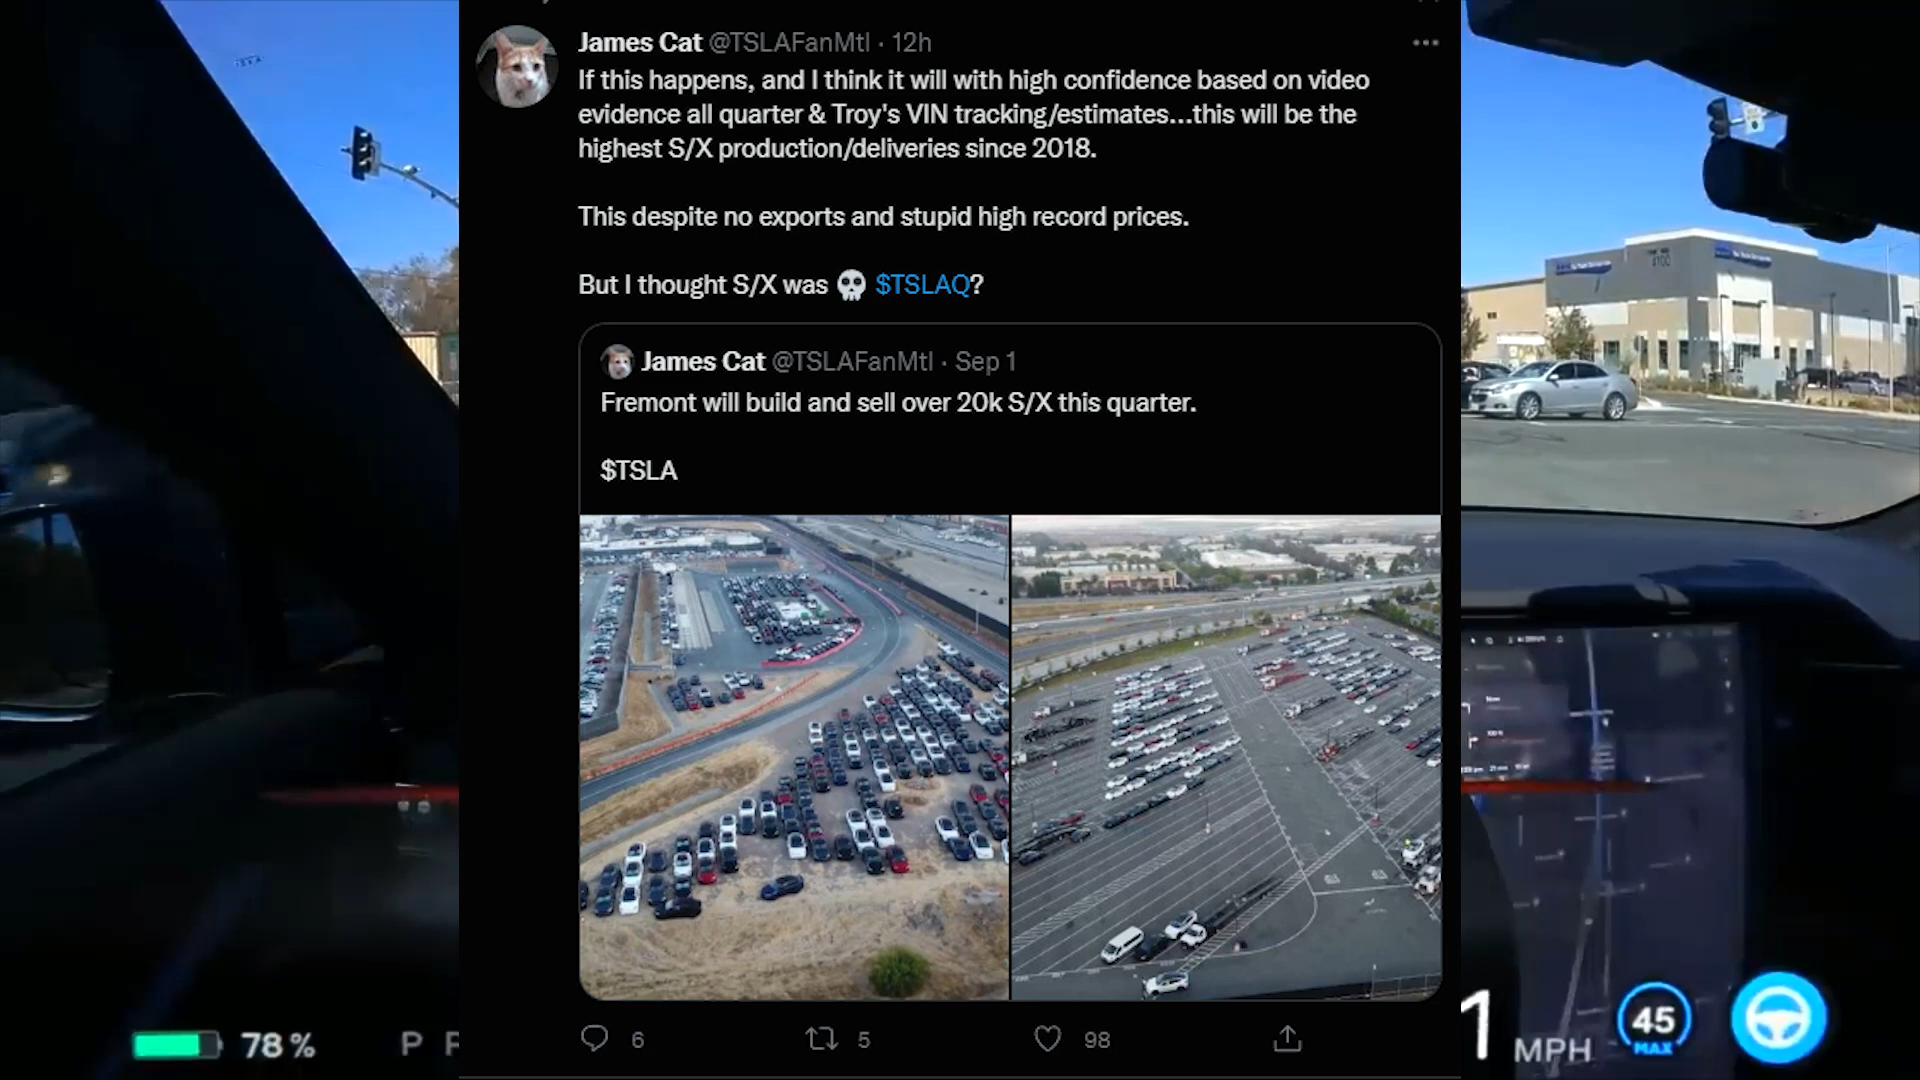 James Cat @TSLAFanMtl · 12h
If this happens, and I think it will with high confidence based on video
evidence all quarter & Troy's VIN tracking/estimates...this will be the
highest S/X production/deliveries since 2018.
This despite no exports and stupid high record prices.
But I thought S/X was 💀 $TSLAQ?
James Cat @TSLAFanMtl · Sep 1
Fremont will build and sell over 20k S/X this quarter.
$TSLA
6
5
98
78 %
P
MPH
45
MAX